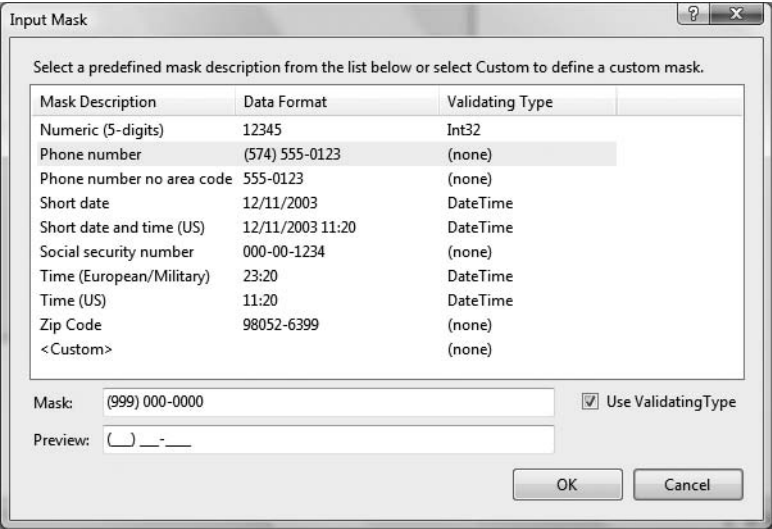 Input Mask
Select a predefined mask description from the list below or select Custom to define a custom mask.
Mask Description Data Format Validating Type
Numeric (5-digits) 12345 Int32
Phone number (574) 555-0123 (none)
Phone number no area code 555-0123 (none)
Short date 12/11/2003 DateTime
Short date and time (US) 12/11/2003 11:20 DateTime
Social security number 000-00-1234 (none)
Time (European/Military) 23:20 DateTime
Time (US) 11:20 DateTime
Zip Code 98052-6399 (none)
<Custom> (none)
Mask: (999) 000-0000 Use ValidatingType
Preview: (__) __-___
OK Cancel